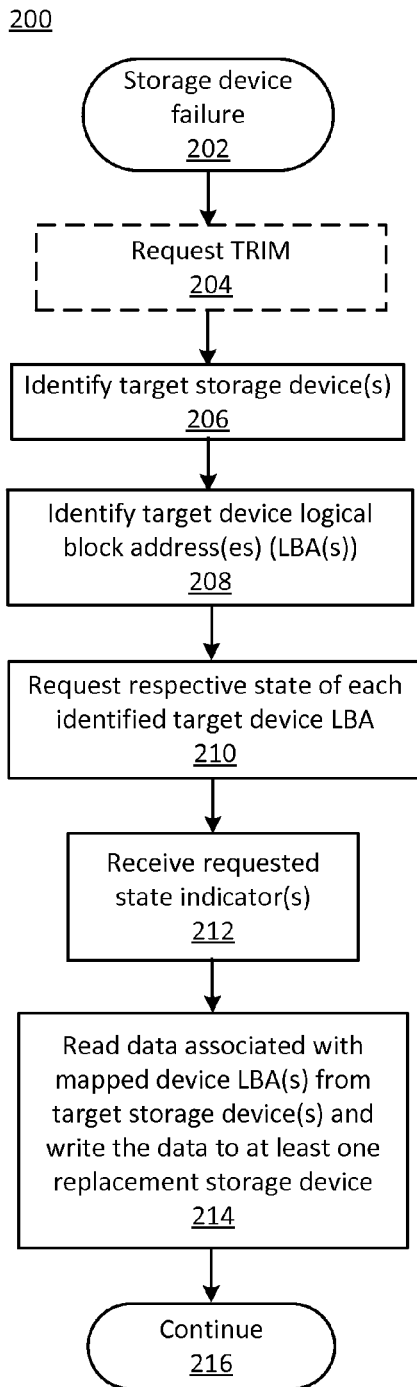 200
Storage device
failure
202
Request TRIM
204
Identify target storage device(s)
206
Identify target device logical
block address(es) (LBA(s))
208
Request respective state of each
identified target device LBA
210
Receive requested
state indicator(s)
212
Read data associated with
mapped device LBA(s) from
target storage device(s) and
write the data to at least one
replacement storage device
214
Continue
216